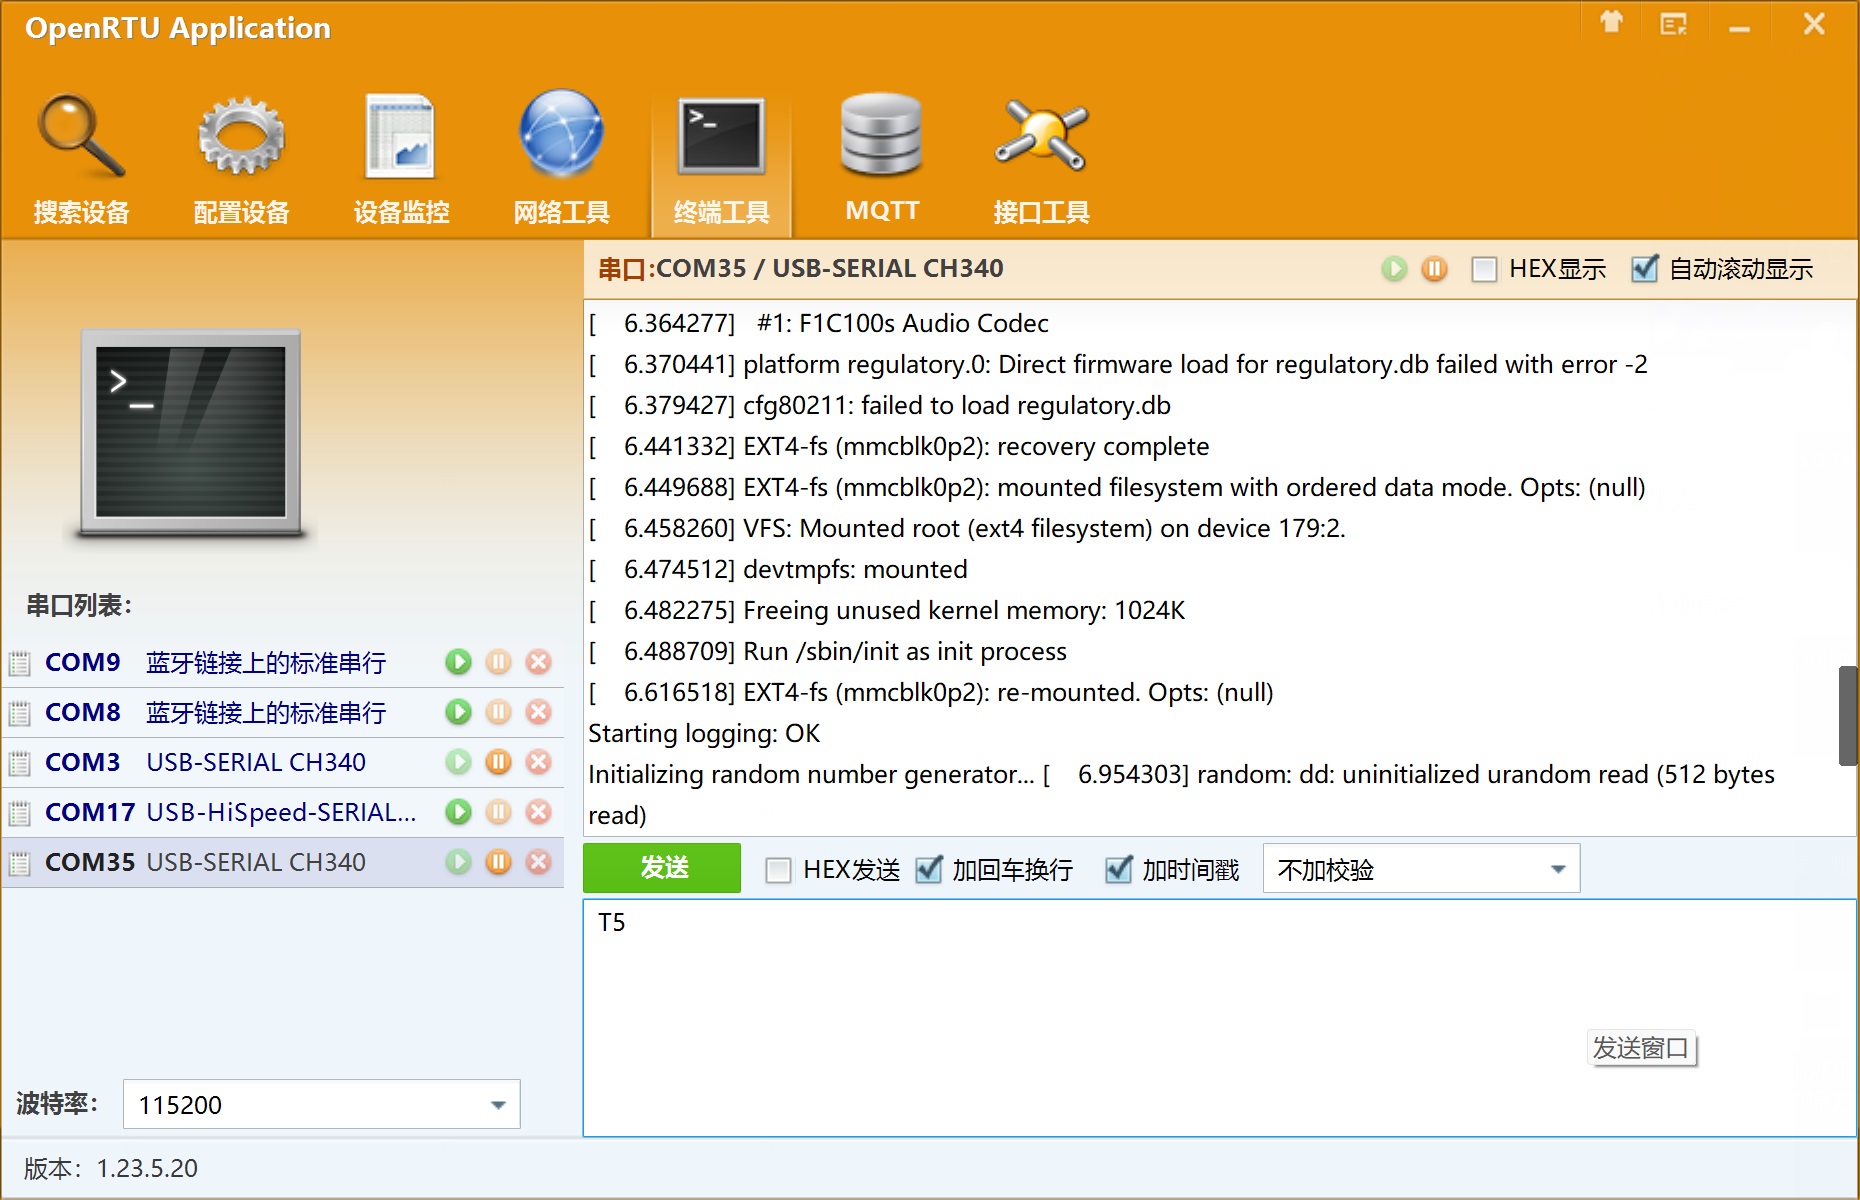 OpenRTU Application
搜索设备
配置设备
设备监控
网络工具
终端工具
MQTT
接口工具
串口:COM35 / USB-SERIAL CH340
HEX显示
自动滚动显示
[ 6.364277] #1: F1C100s Audio Codec
[ 6.370441] platform regulatory.0: Direct firmware load for regulatory.db failed with error -2
[ 6.379427] cfg80211: failed to load regulatory.db
[ 6.441332] EXT4-fs (mmcblk0p2): recovery complete
[ 6.449688] EXT4-fs (mmcblk0p2): mounted filesystem with ordered data mode. Opts: (null)
[ 6.458260] VFS: Mounted root (ext4 filesystem) on device 179:2.
[ 6.474512] devtmpfs: mounted
[ 6.482275] Freeing unused kernel memory: 1024K
[ 6.488709] Run /sbin/init as init process
[ 6.616518] EXT4-fs (mmcblk0p2): re-mounted. Opts: (null)
Starting logging: OK
Initializing random number generator... [ 6.954303] random: dd: uninitialized urandom read (512 bytes
read)
串口列表：
COM9 蓝牙链接上的标准串行
COM8 蓝牙链接上的标准串行
COM3 USB-SERIAL CH340
COM17 USB-HiSpeed-SERIAL...
COM35 USB-SERIAL CH340
发送
HEX发送
加回车换行
加时间戳
不加校验
T5
发送窗口
波特率：
115200
版本：1.23.5.20